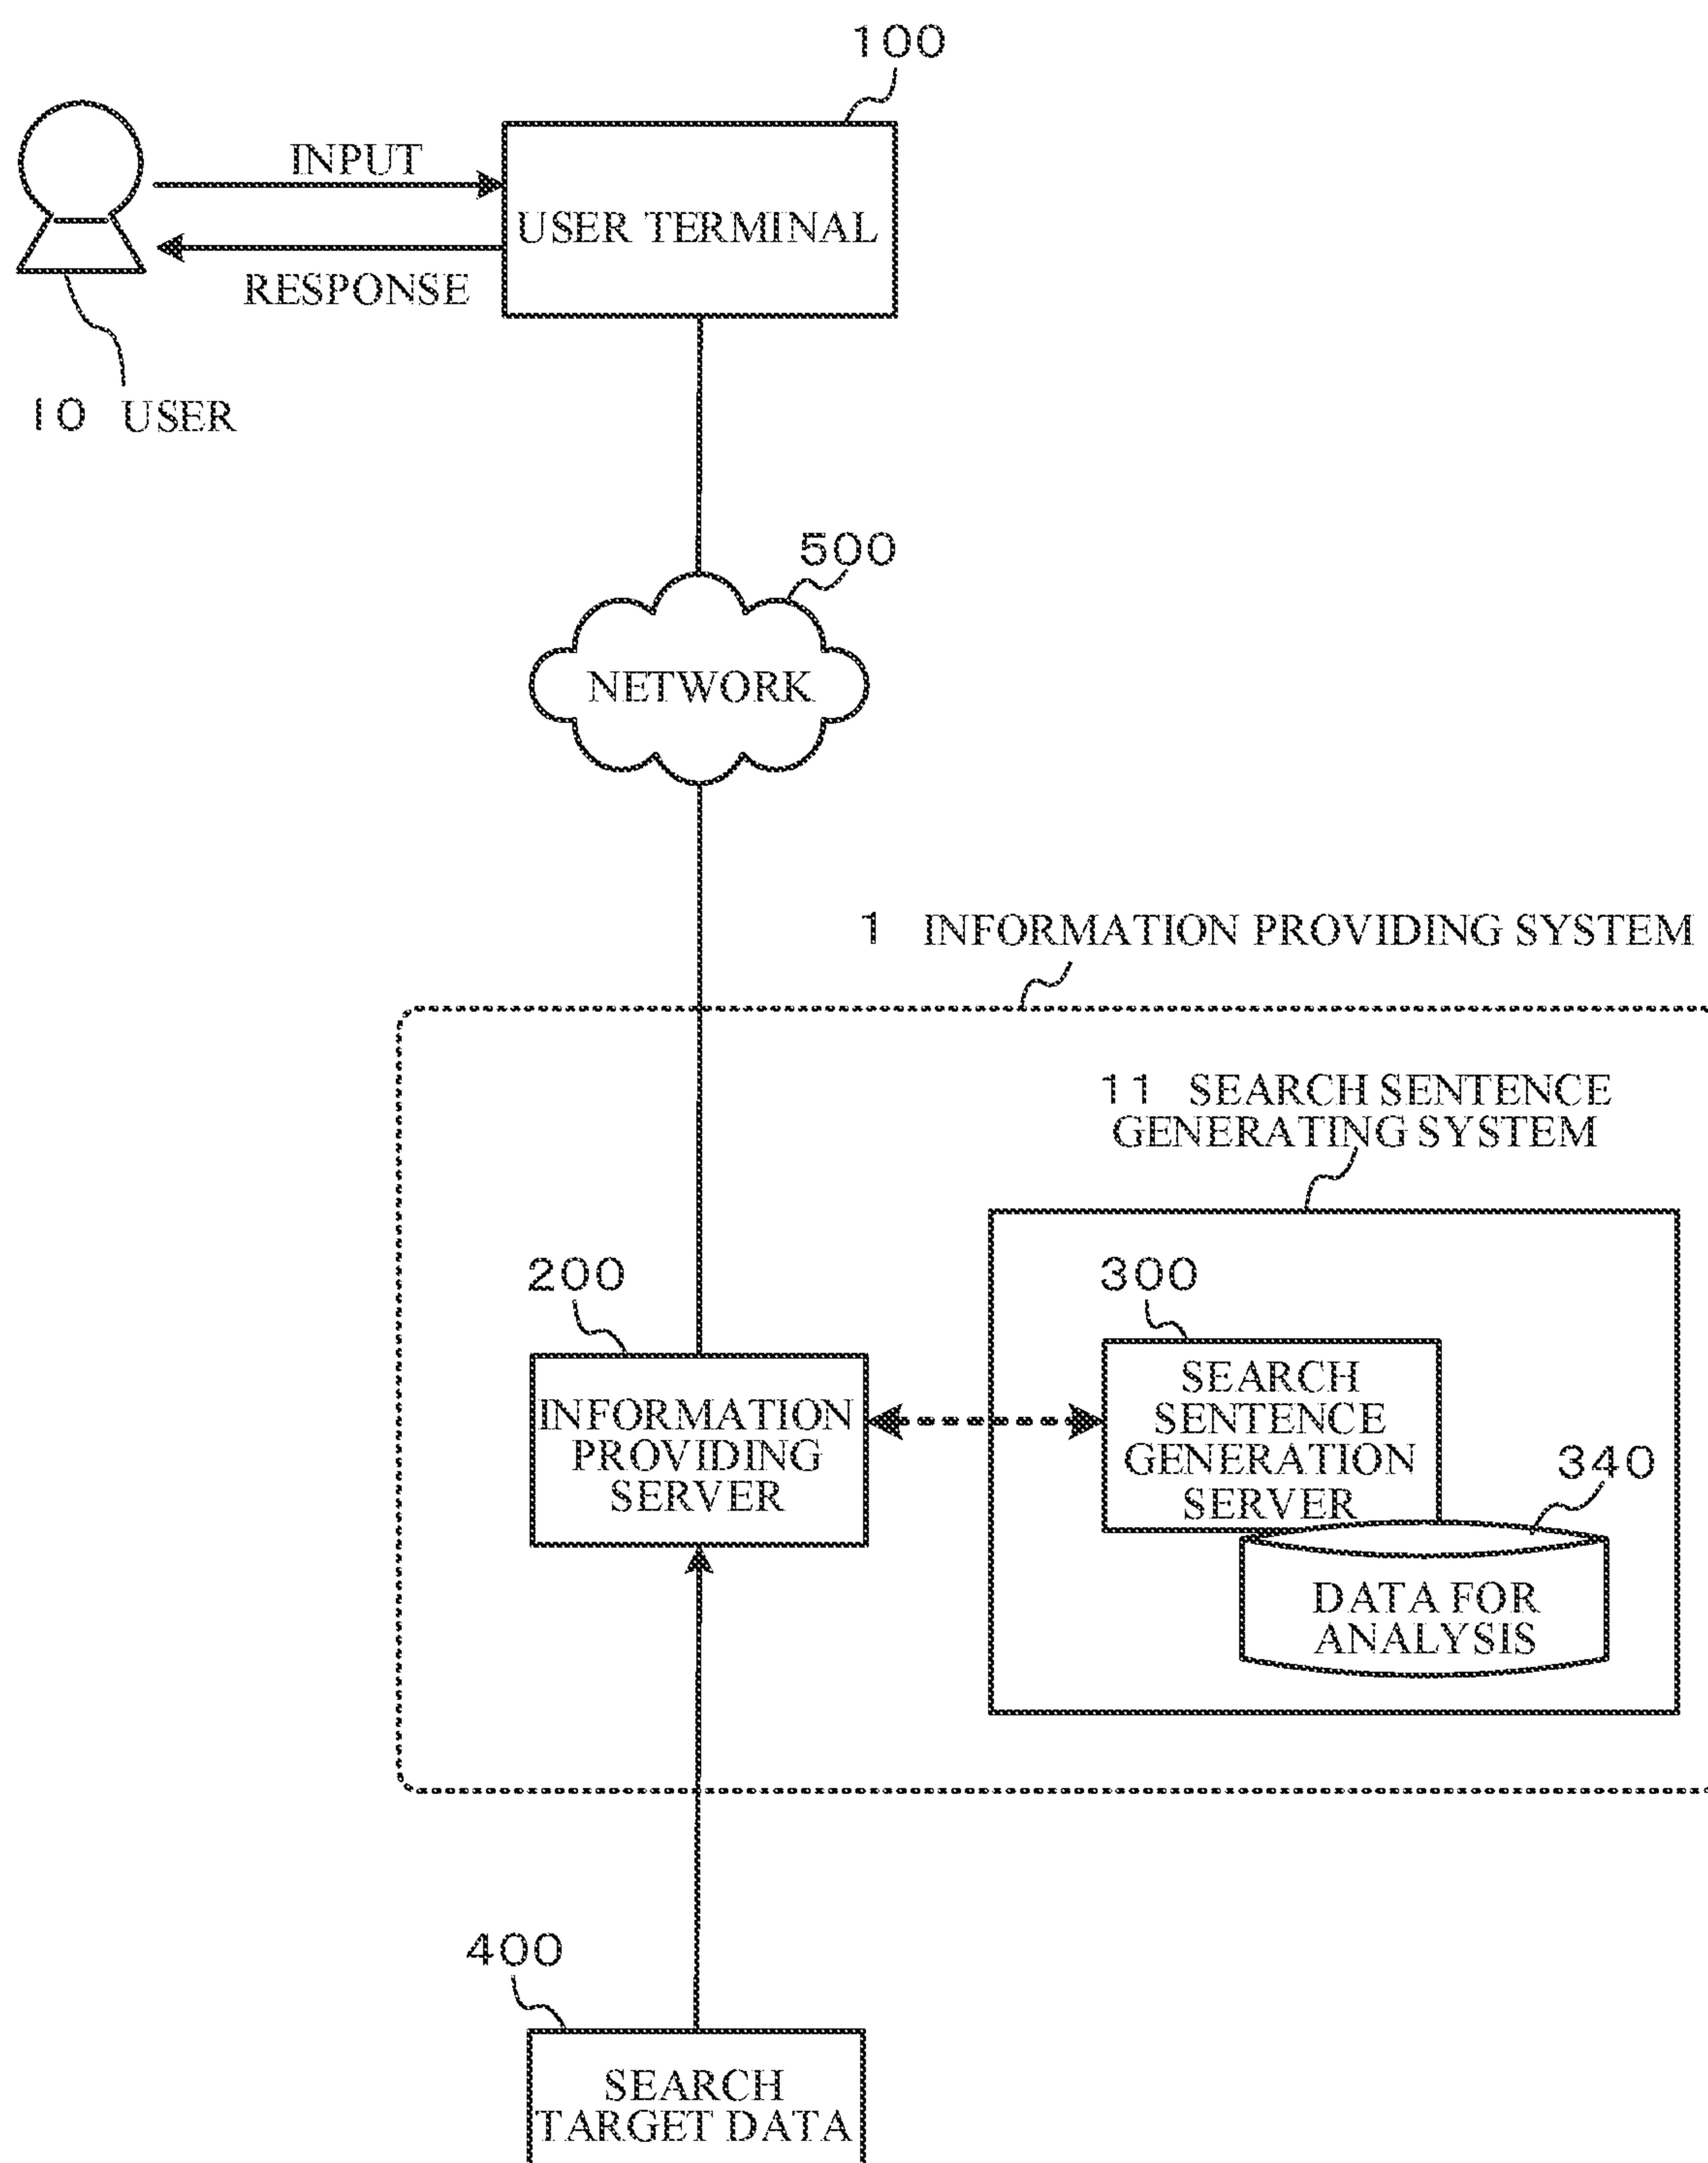 100
INPUT
USER TERMINAL
RESPONSE
10 USER
500
NETWORK
1 INFORMATION PROVIDING SYSTEM
11 SEARCH SENTENCE
GENERATING SYSTEM
200
300
INFORMATION
PROVIDING
SERVER
SEARCH
SENTENCE
GENERATION
SERVER
340
DATA FOR
ANALYSIS
400
SEARCH
TARGET DATA